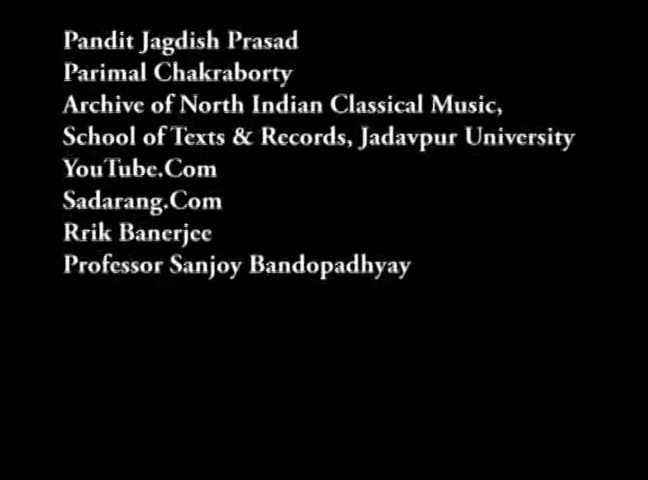 Pandit Jagdish Prasad
Parimal Chakraborty
Archive of North Indian Classical Music,
School of Texts & Records, Jadavpur University
YouTube.Com
Sadarang.Com
Rrik Banerjee
Professor Sanjoy Bandopadhyay